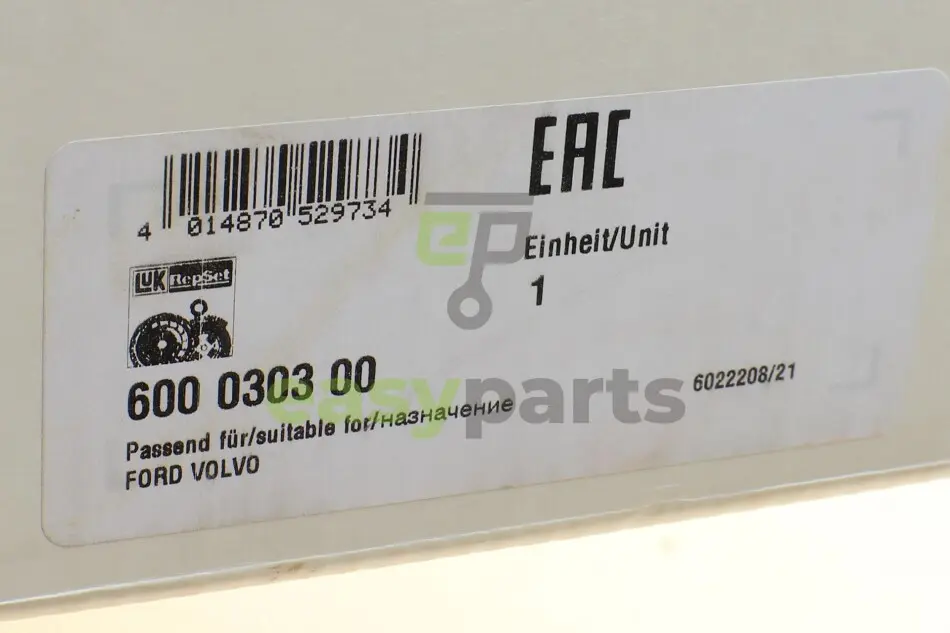 4 014870 529734
EAC
Einheit/Unit
1
LUK RepSet
600 0303 00
6022208/21
Passend für/suitable for/назначение
FORD VOLVO
ep
easyparts